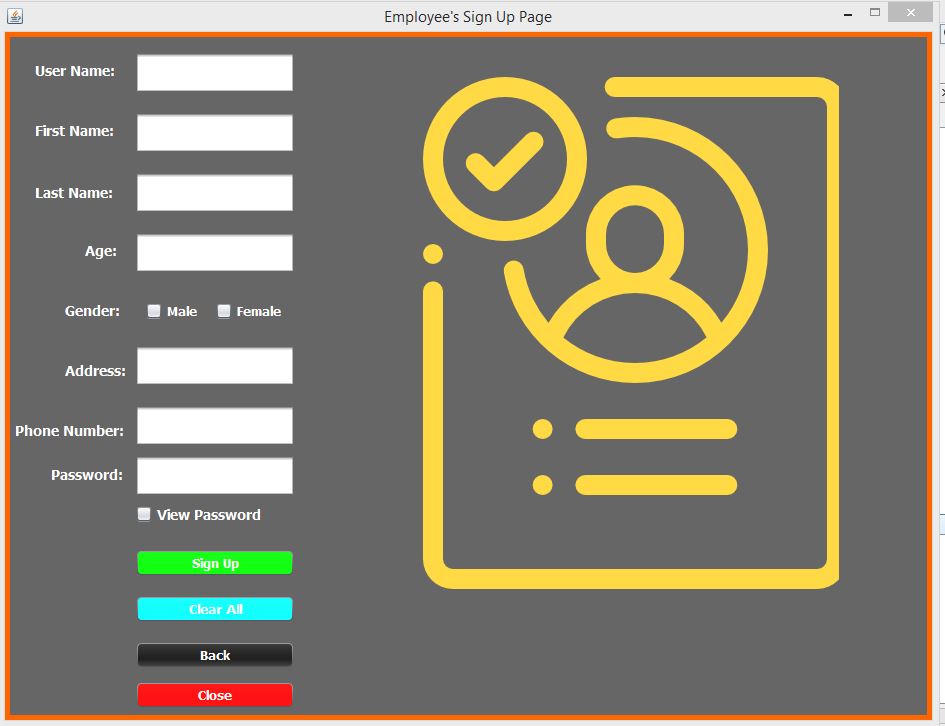 Employee's Sign Up Page
User Name:
First Name:
Last Name:
Age:
Gender: Male Female
Address:
Phone Number:
Password:
View Password
Sign Up
Clear All
Back
Close